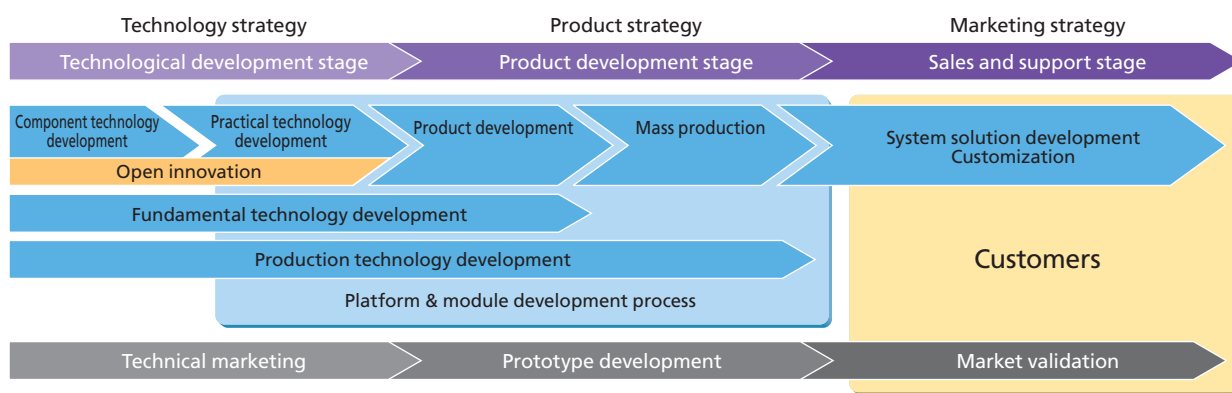 Technology strategy
Product strategy
Marketing strategy
Technological development stage
Product development stage
Sales and support stage
Component technology
development
Practical technology
development
Product development
Mass production
System solution development
Customization
Open innovation
Fundamental technology development
Production technology development
Customers
Platform & module development process
Technical marketing
Prototype development
Market validation